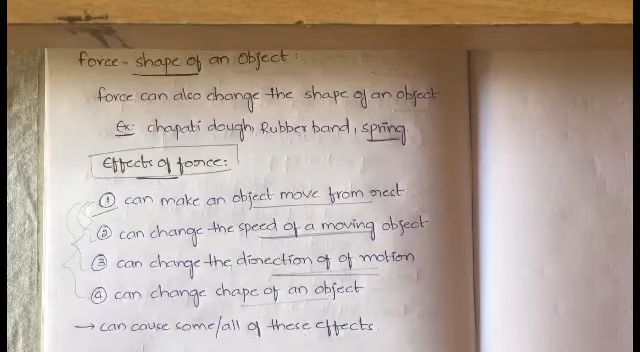 force - shape of an object :
force can also change the shape of an object
Ex: chapati dough, Rubber band, spring
Effects of force:
① can make an object move from rest
② can change the speed of a moving object
③ can change the direction of of motion
④ can change chape of an object
→ can cause some/all of these effects.